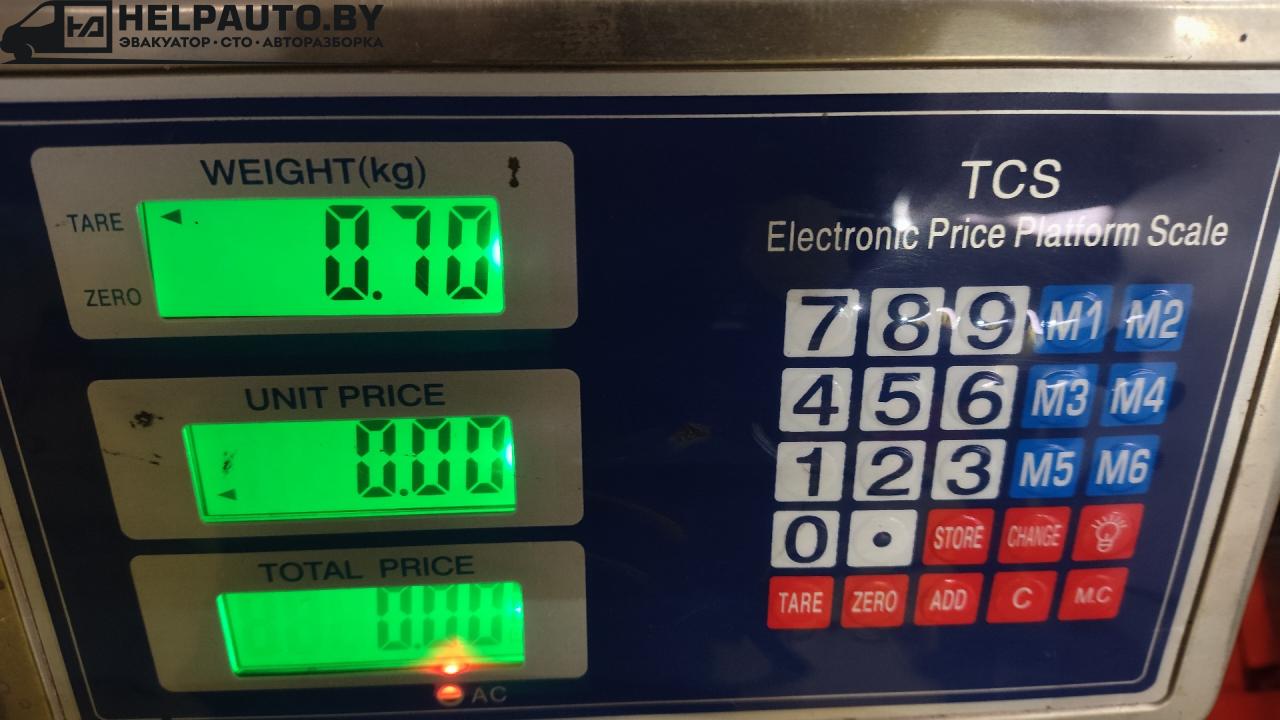 HELPAUTO.BY
ЭВАКУАТОР · СТО · АВТОРАЗБОРКА
WEIGHT(kg)
TARE
0.70
ZERO
UNIT PRICE
0.00
TOTAL PRICE
0.00
AC
TCS
Electronic Price Platform Scale
7 8 9 M1 M2
4 5 6 M3 M4
1 2 3 M5 M6
0 • STORE CHANGE
TARE ZERO ADD C M.C